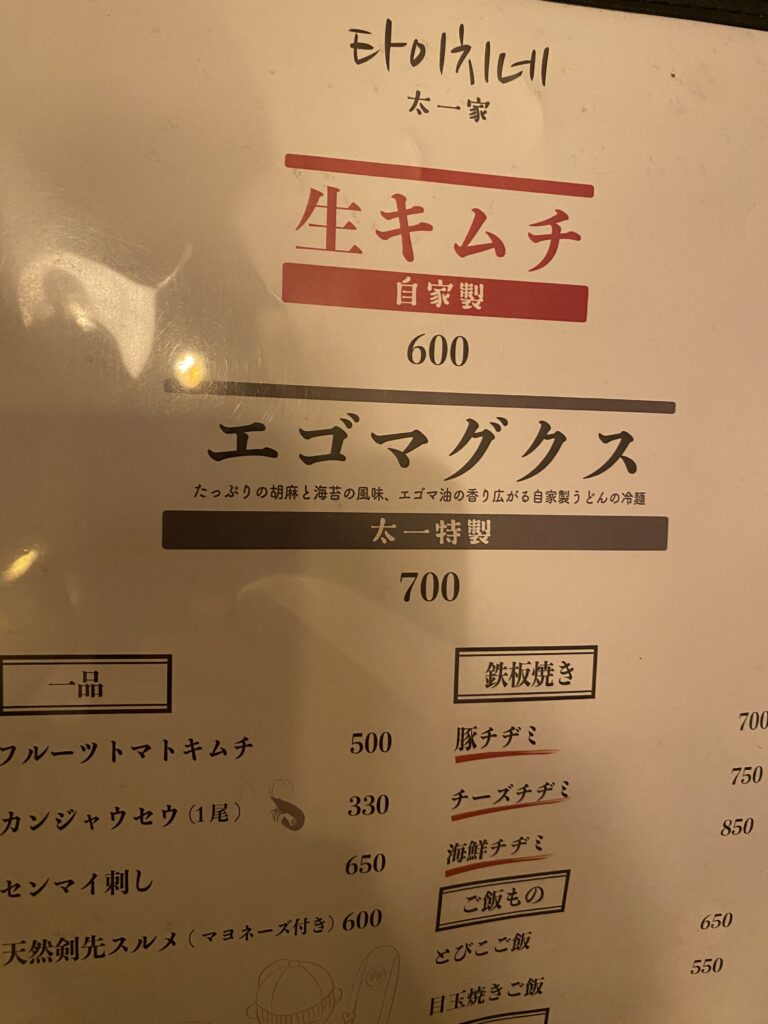 타이치네
太一家
生キムチ
自家製
600
エゴマグクス
たっぷりの胡麻と海苔の風味、エゴマ油の香り広がる自家製うどんの冷麺
太一特製
700
一品
フルーツトマトキムチ 500
カンジャウセウ(1尾) 330
センマイ刺し 650
天然剣先スルメ(マヨネーズ付き) 600
鉄板焼き
豚チヂミ 700
チーズチヂミ 750
海鮮チヂミ 850
ご飯もの
とびこご飯 650
目玉焼きご飯 550